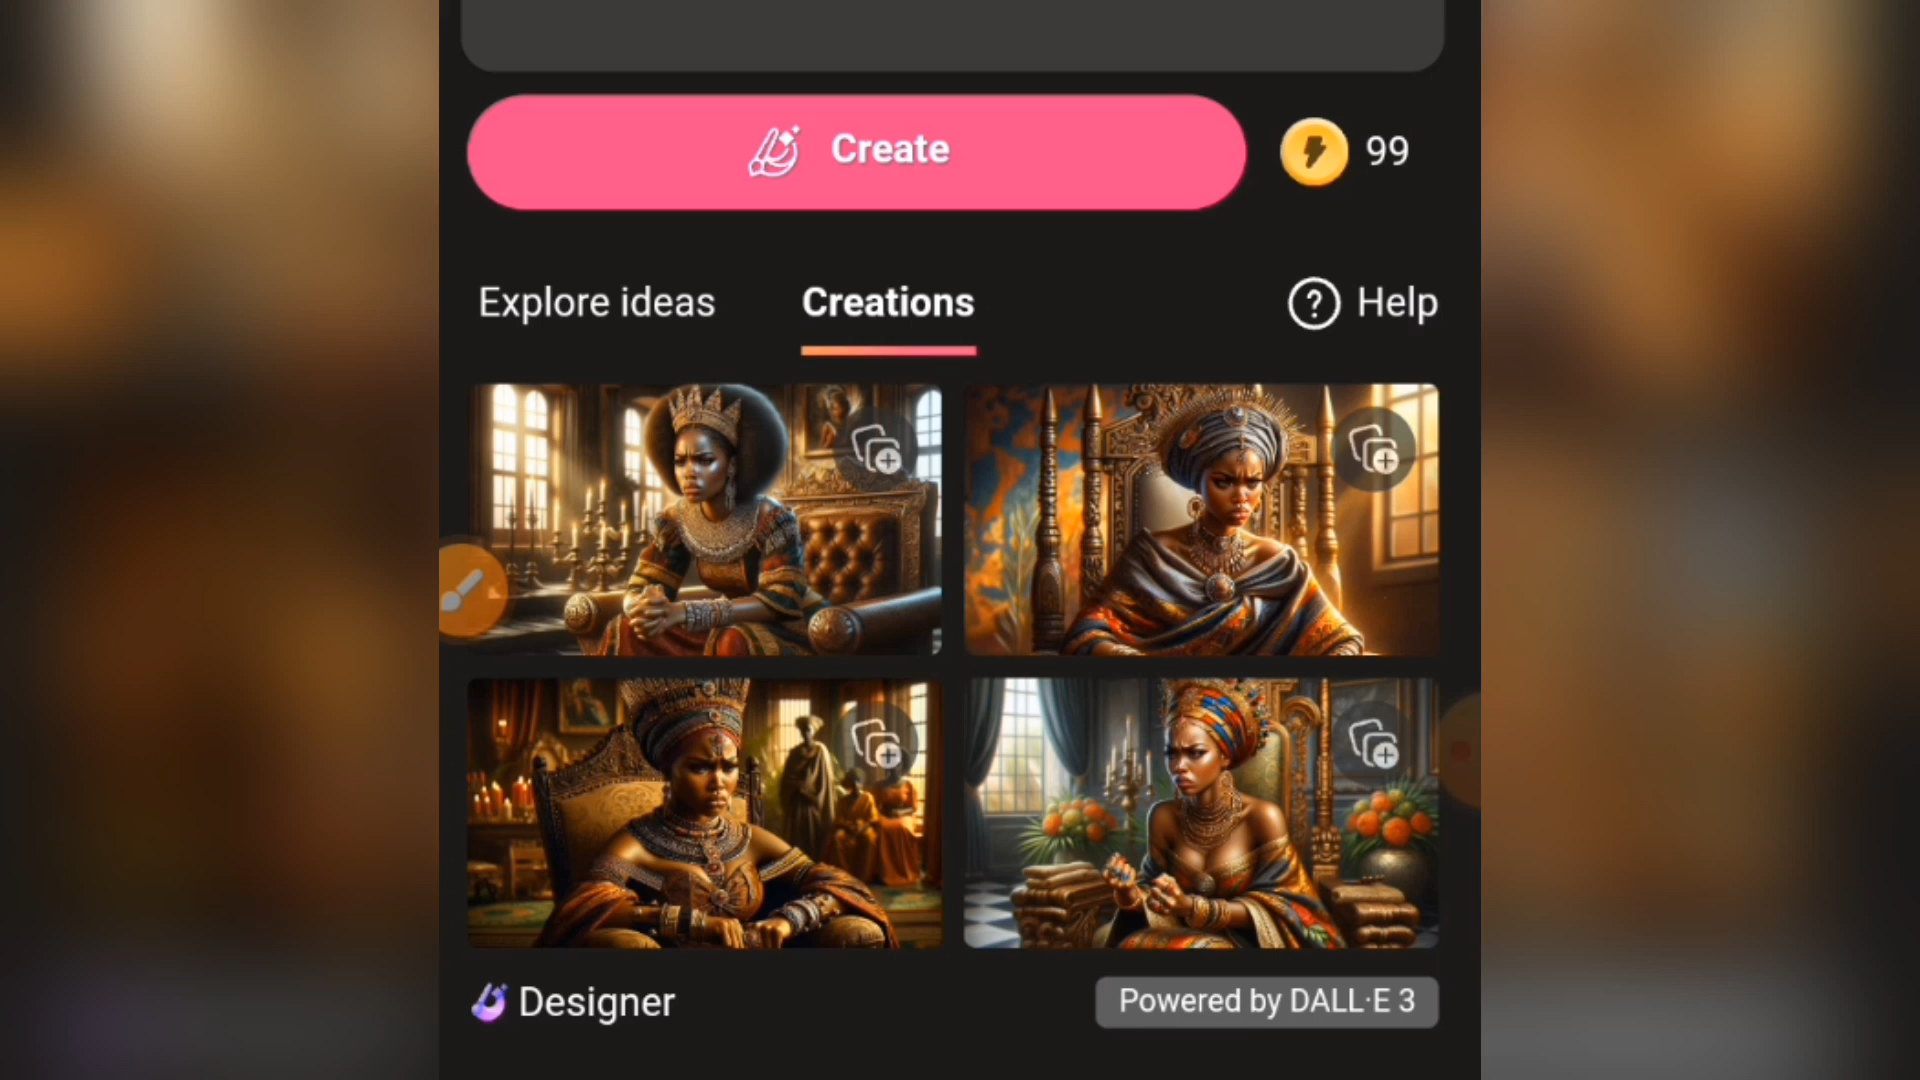 Create
99
Explore ideas
Creations
Help
Designer
Powered by DALL·E 3